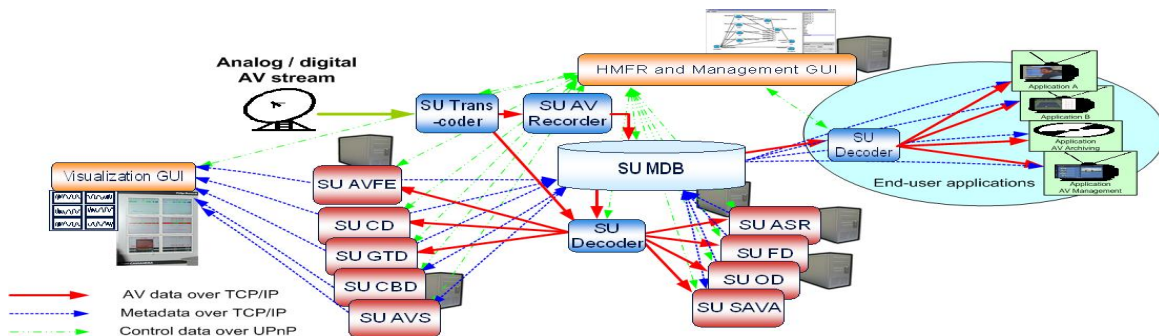 Analog / digital
AV stream
HMFR and Management GUI
SU Trans
-coder
SU AV
Recorder
Application A
Application B
Application
AV Archiving
Application
AV Management
SU
Decoder
End-user applications
SU MDB
Visualization GUI
SU AVFE
SU CD
SU GTD
SU CBD
SU AVS
SU
Decoder
SU ASR
SU FD
SU OD
SU SAVA
AV data over TCP/IP
Metadata over TCP/IP
Control data over UPnP